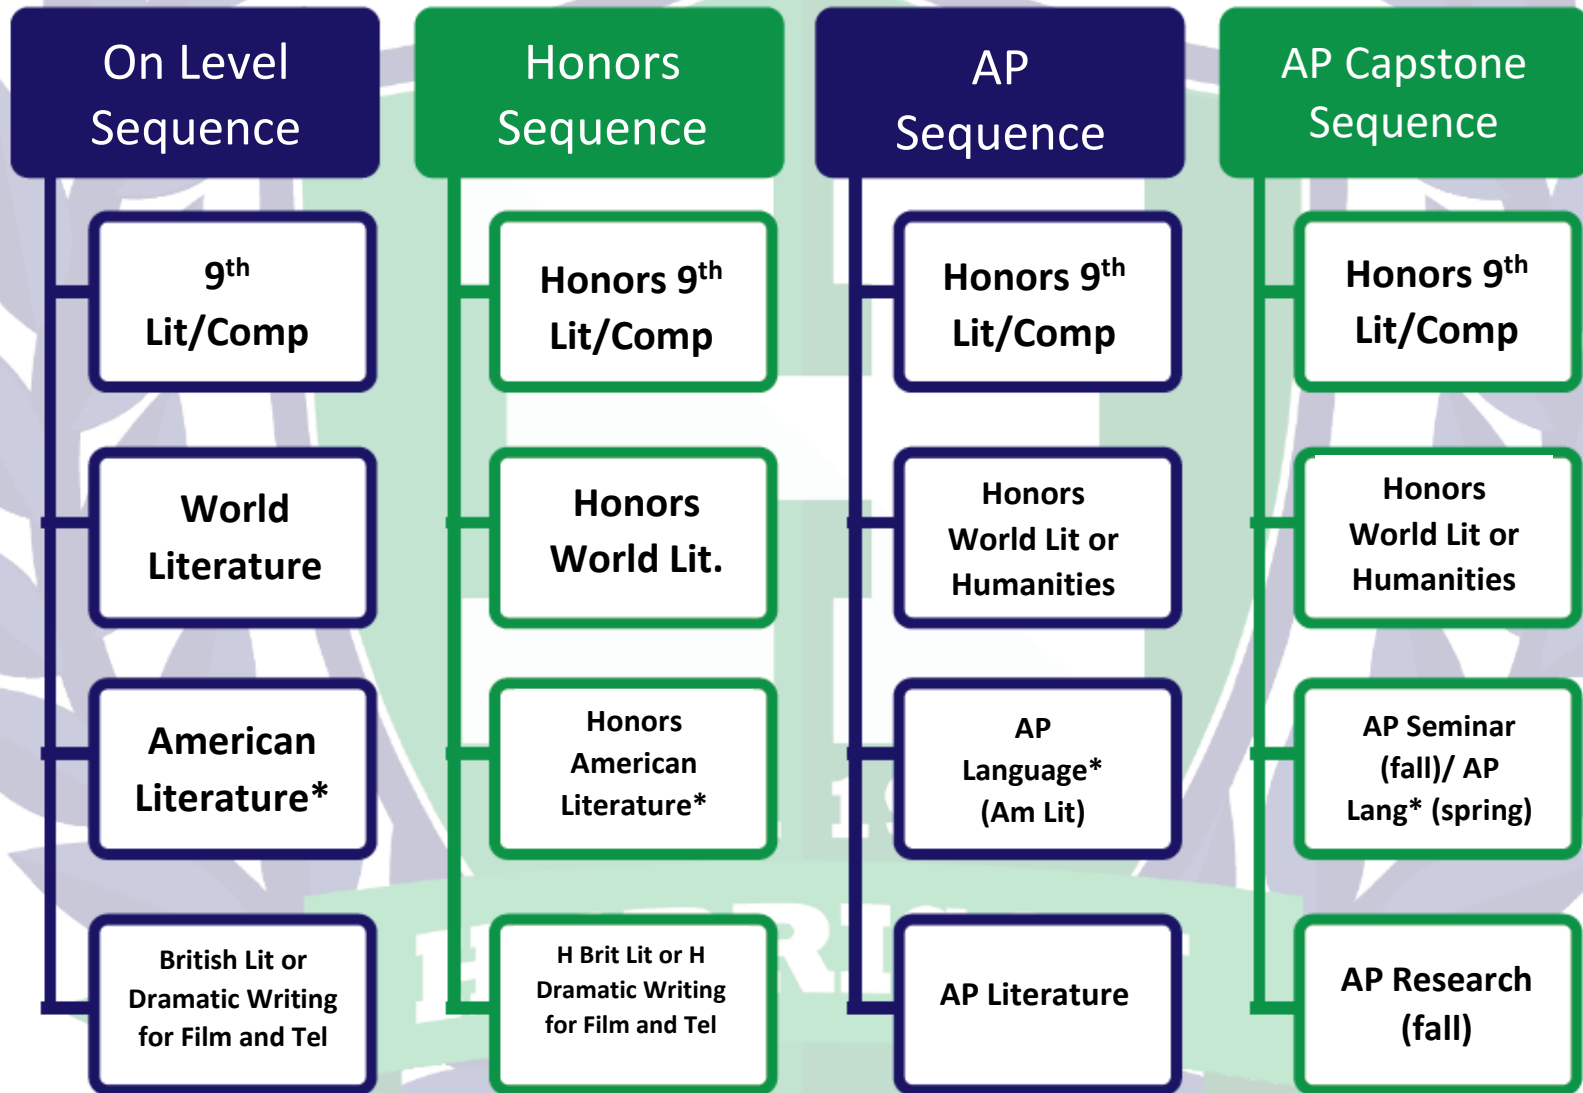 On Level
Sequence
9th
Lit/Comp
World
Literature
American
Literature*
British Lit or
Dramatic Writing
for Film and Tel
Honors
Sequence
Honors 9th
Lit/Comp
Honors
World Lit.
Honors
American
Literature*
H Brit Lit or H
Dramatic Writing
for Film and Tel
AP
Sequence
Honors 9th
Lit/Comp
Honors
World Lit or
Humanities
AP
Language*
(Am Lit)
AP Literature
AP Capstone
Sequence
Honors 9th
Lit/Comp
Honors
World Lit or
Humanities
AP Seminar
(fall)/ AP
Lang* (spring)
AP Research
(fall)